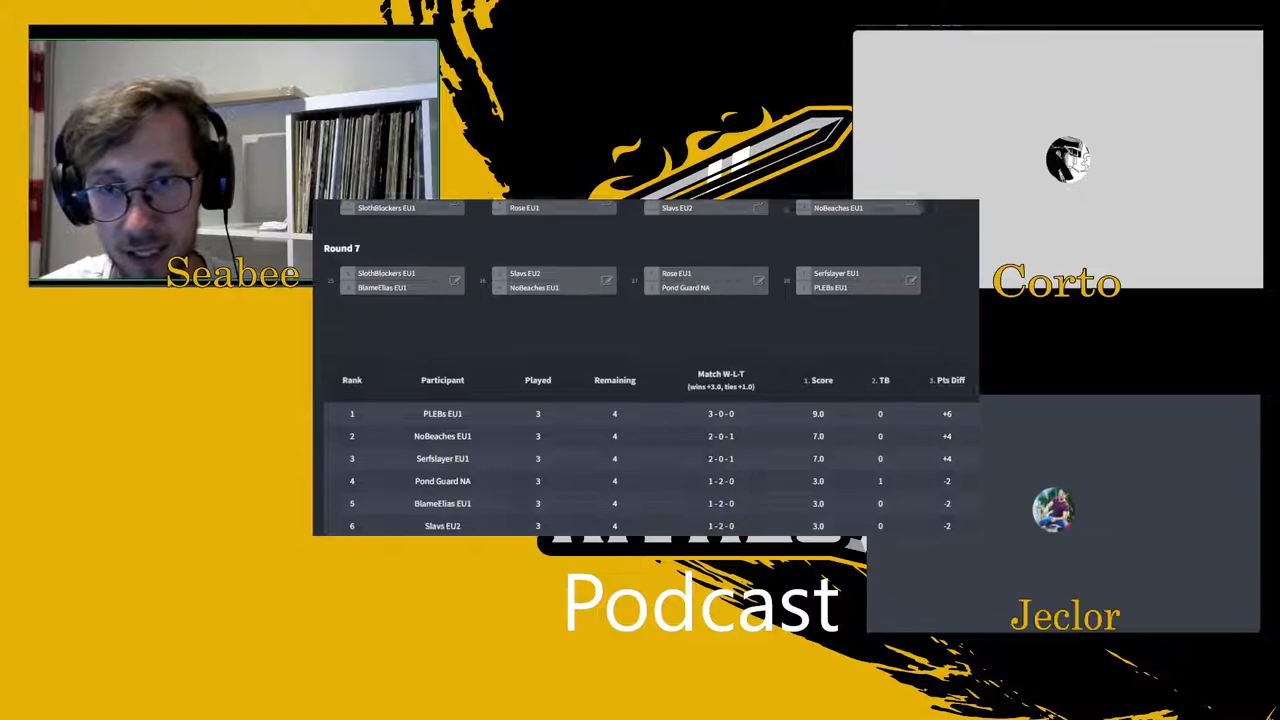 SlothBlockers EU1 Rose EU1 Slavs EU2 NoBeaches EU1
Round 7
SlothBlockers EU1 Slavs EU2 Rose EU1 Serfslayer EU1
BlameElias EU1 NoBeaches EU1 Pond Guard NA PLEBs EU1
Rank Participant Played Remaining Match W-L-T (wins +3.0, ties +1.0) 1. Score 2. TB 3. Pts Diff
1 PLEBs EU1 3 4 3 - 0 - 0 9.0 0 +6
2 NoBeaches EU1 3 4 2 - 0 - 1 7.0 0 +4
3 Serfslayer EU1 3 4 2 - 0 - 1 7.0 0 +4
4 Pond Guard NA 3 4 1 - 2 - 0 3.0 1 -2
5 BlameElias EU1 3 4 1 - 2 - 0 3.0 0 -2
6 Slavs EU2 3 4 1 - 2 - 0 3.0 0 -2
Seabee
Corto
Podcast
Jeclor